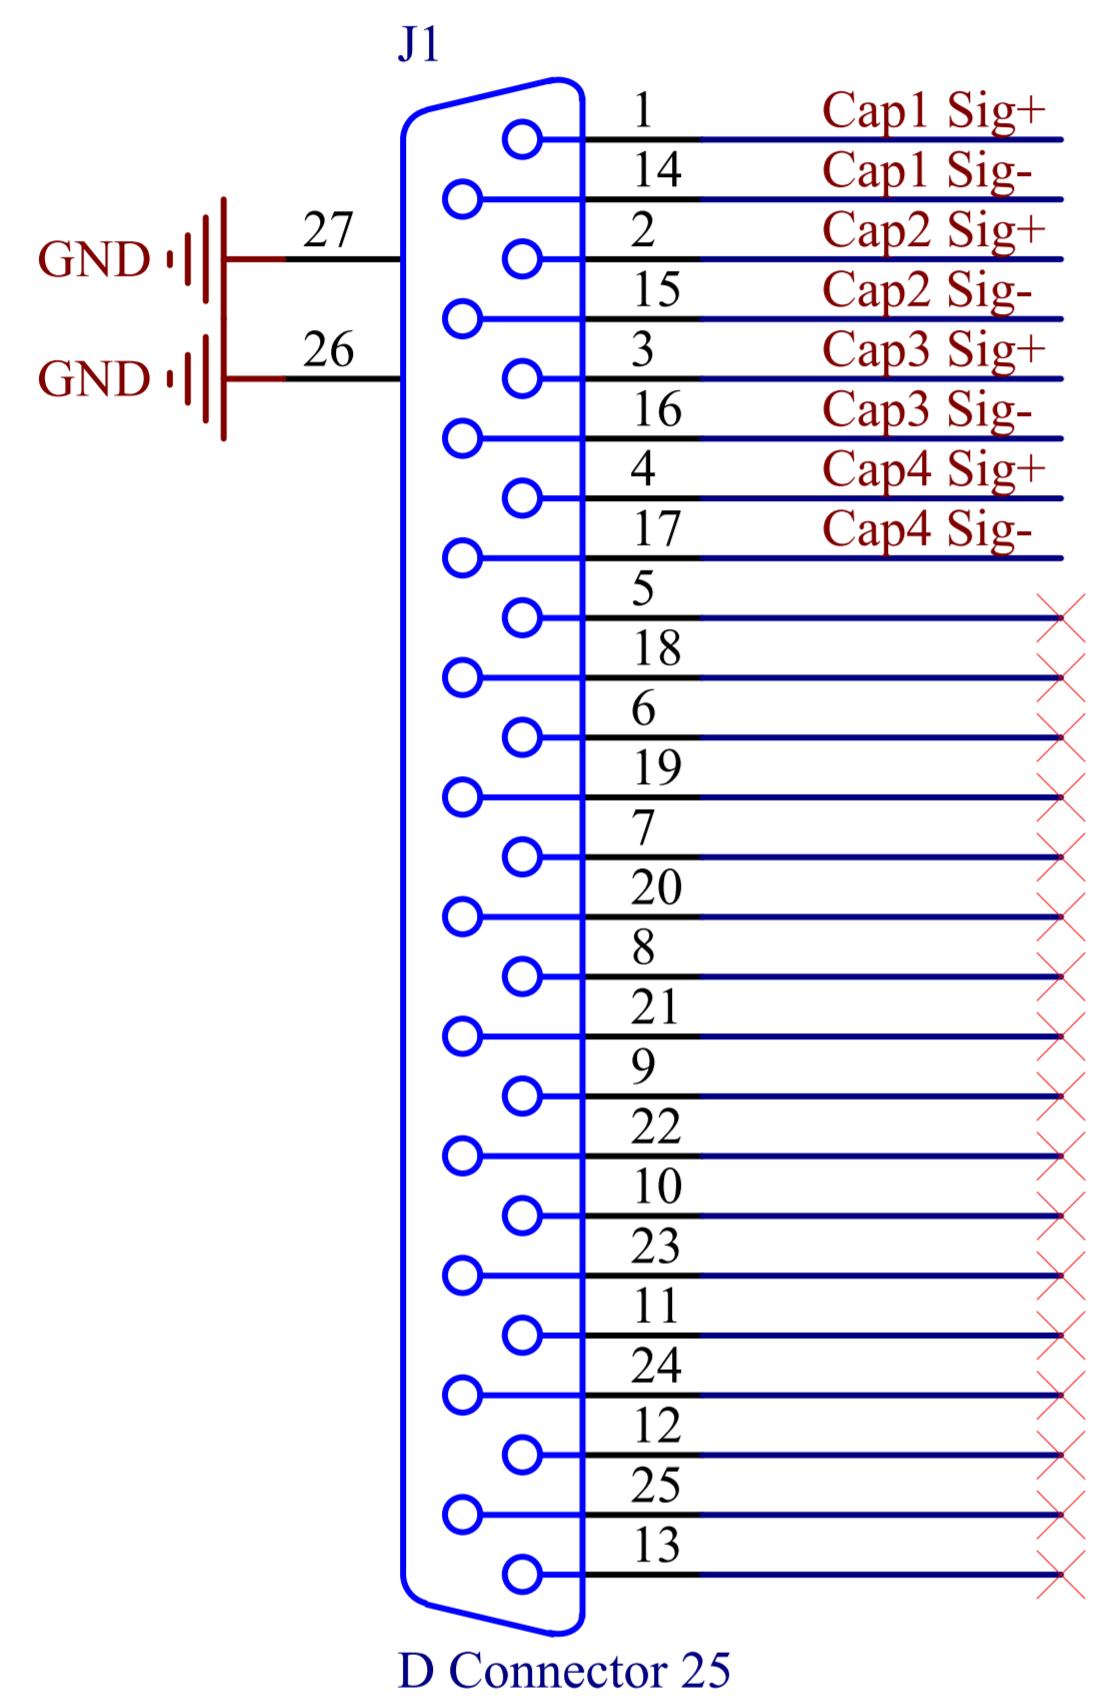 J1
1 Cap1 Sig+
14 Cap1 Sig-
27
2 Cap2 Sig+
GND
15 Cap2 Sig-
26
3 Cap3 Sig+
GND
16 Cap3 Sig-
4 Cap4 Sig+
17 Cap4 Sig-
5
18
6
19
7
20
8
21
9
22
10
23
11
24
12
25
13
D Connector 25